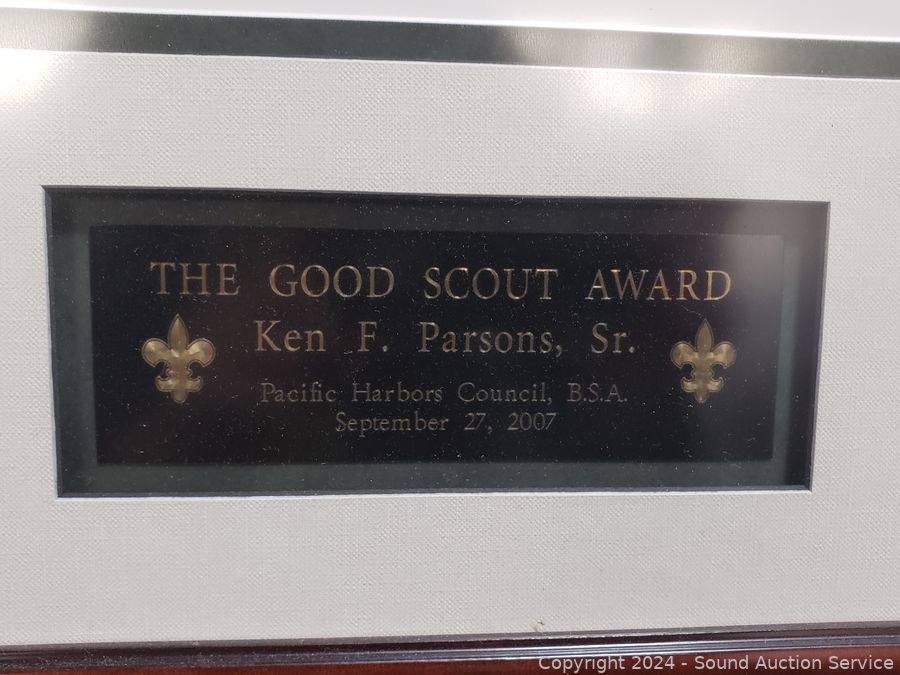 THE GOOD SCOUT AWARD
Ken F. Parsons, Sr.
Pacific Harbors Council, B.S.A.
September 27, 2007
Copyright 2024 - Sound Auction Service